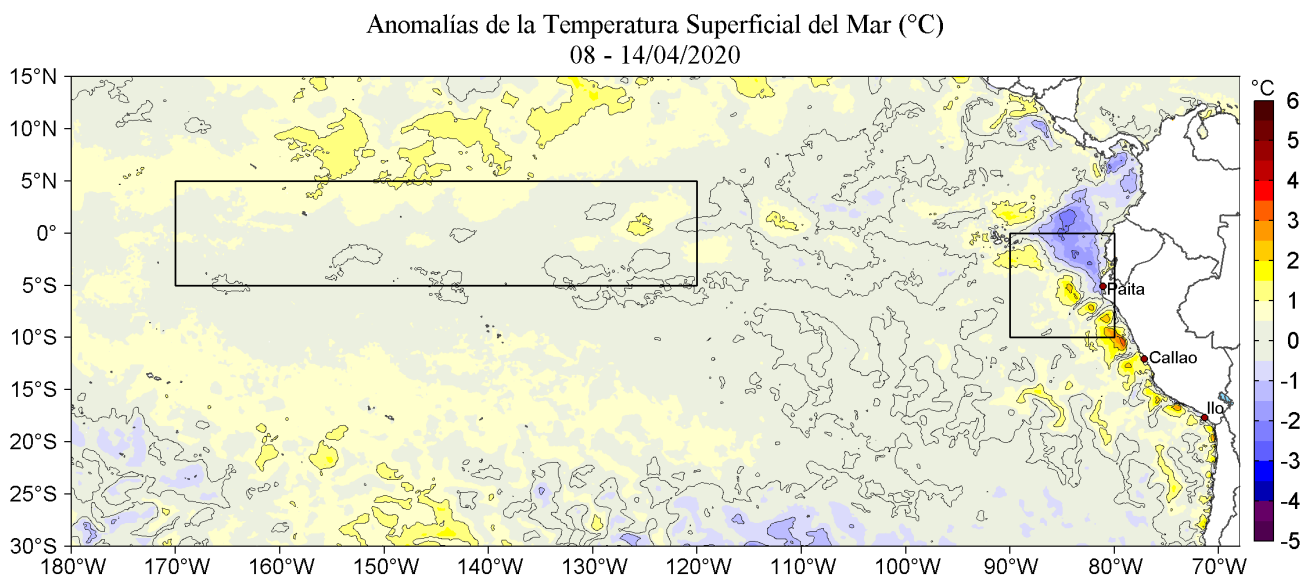 Anomalías de la Temperatura Superficial del Mar (°C)
08 - 14/04/2020
15°N
10°N
5°N
0°
5°S
10°S
15°S
20°S
25°S
30°S
180°W
170°W
160°W
150°W
140°W
130°W
120°W
110°W
100°W
90°W
80°W
70°W
Paita
Callao
Ilo
°C
6
5
4
3
2
1
0
-1
-2
-3
-4
-5